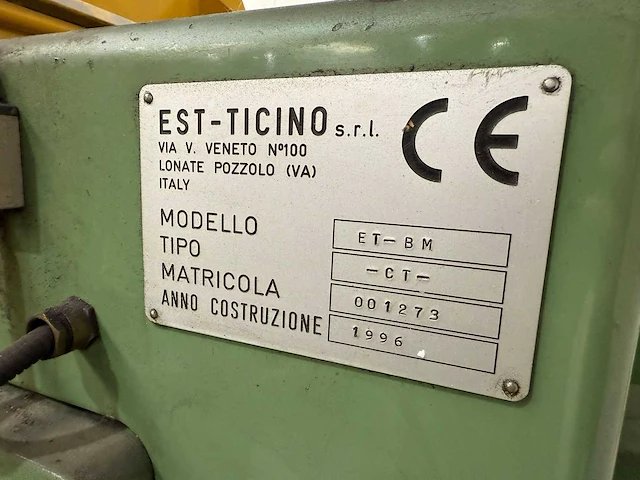 EST-TICINO s.r.l. CE
VIA V. VENETO N°100
LONATE POZZOLO (VA)
ITALY
MODELLO ET-BM
TIPO -CT-
MATRICOLA 001273
ANNO COSTRUZIONE 1996